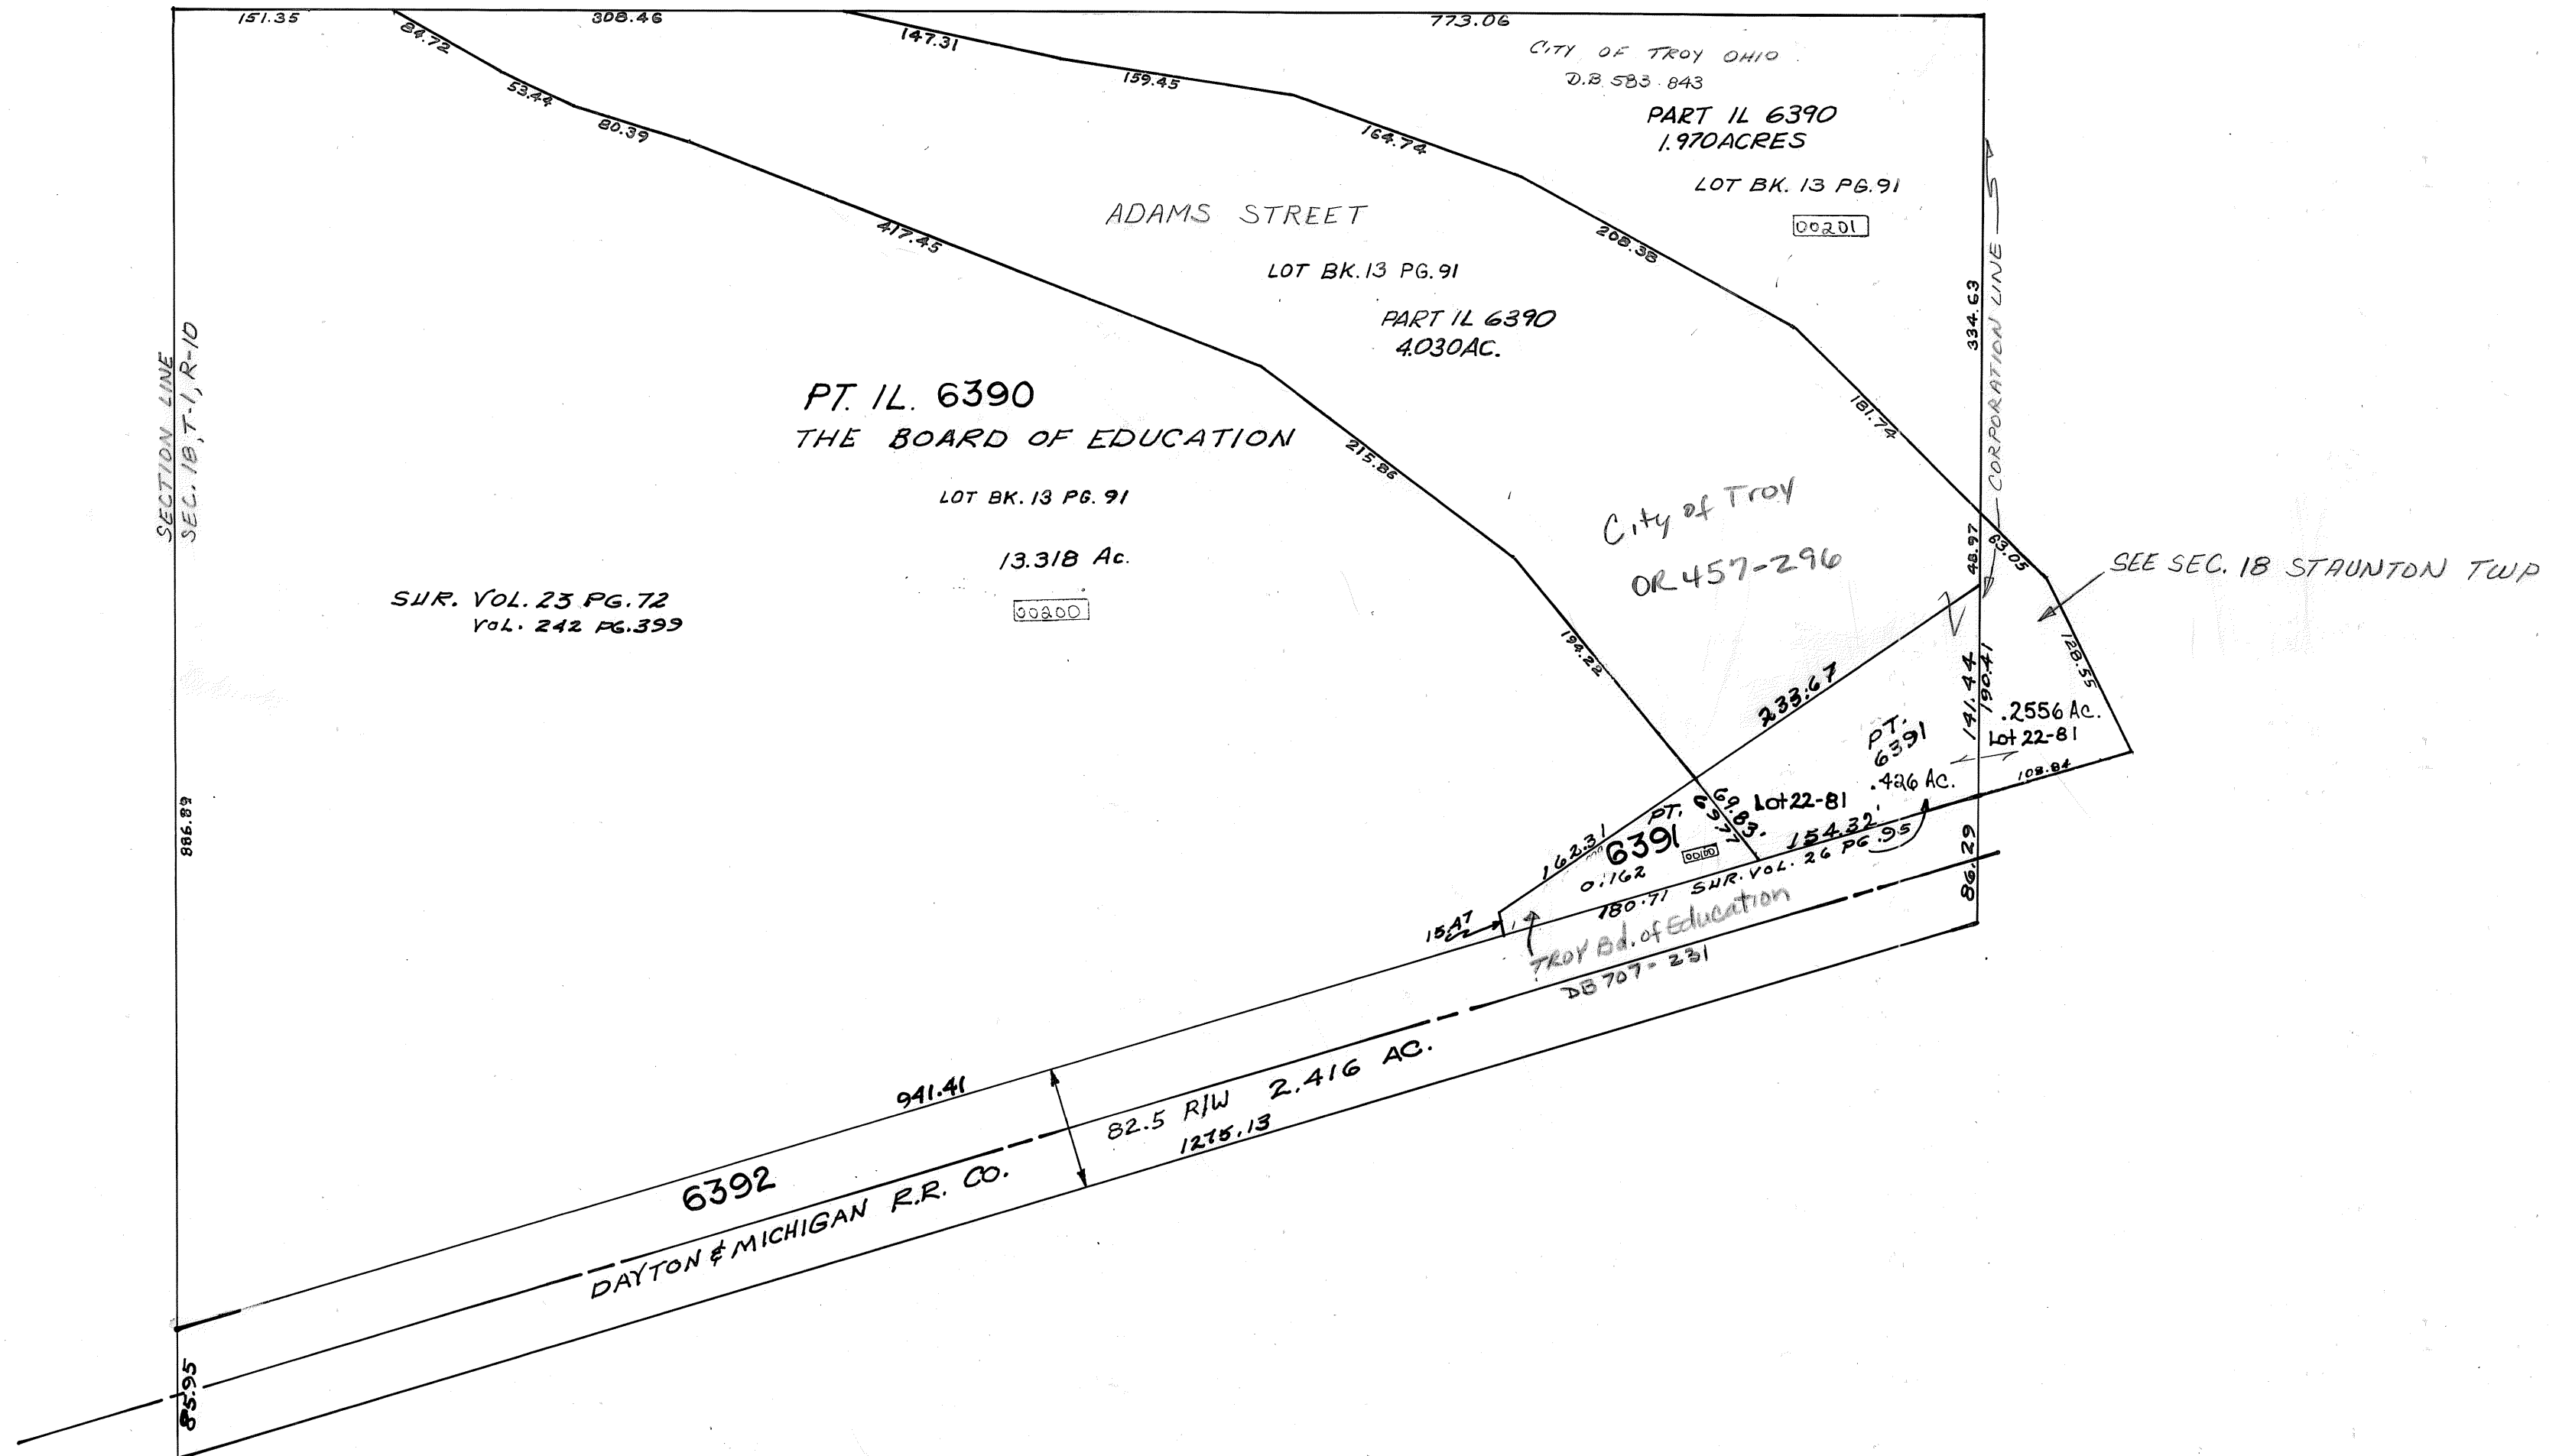 151.35
308.46
773.06
84.72
53.44
80.39
147.31
159.45
164.74
208.38
181.74
CITY OF TROY OHIO
D.B. 583-843
PART IL 6390
1.970 ACRES
LOT BK. 13 PG. 91
00201
ADAMS STREET
LOT BK. 13 PG. 91
PART IL 6390
4.030 AC.
417.45
215.86
194.22
SECTION LINE
SEC. 18, T-1, R-10
PT. IL. 6390
THE BOARD OF EDUCATION
LOT BK. 13 PG. 91
13.318 Ac.
00200
SUR. VOL. 23 PG. 72
VOL. 242 PG. 399
886.89
334.63
CORPORATION LINE
City of Troy
OR 457-296
48.97
63.05
SEE SEC. 18 STAUNTON TWP
128.55
141.44
190.41
.2556 AC.
Lot 22-81
108.84
233.67
PT.
6391
.426 AC.
Lot 22-81
69.83
69.77
154.32'
SUR. VOL. 26 PG. 95
86.29
162.31
PT.
6391
0.162
180.71
15.47
TROY Bd. of Education
DB 707-231
941.41
82.5 R/W 2.416 AC.
1275.13
6392
DAYTON & MICHIGAN R.R. CO.
85.95